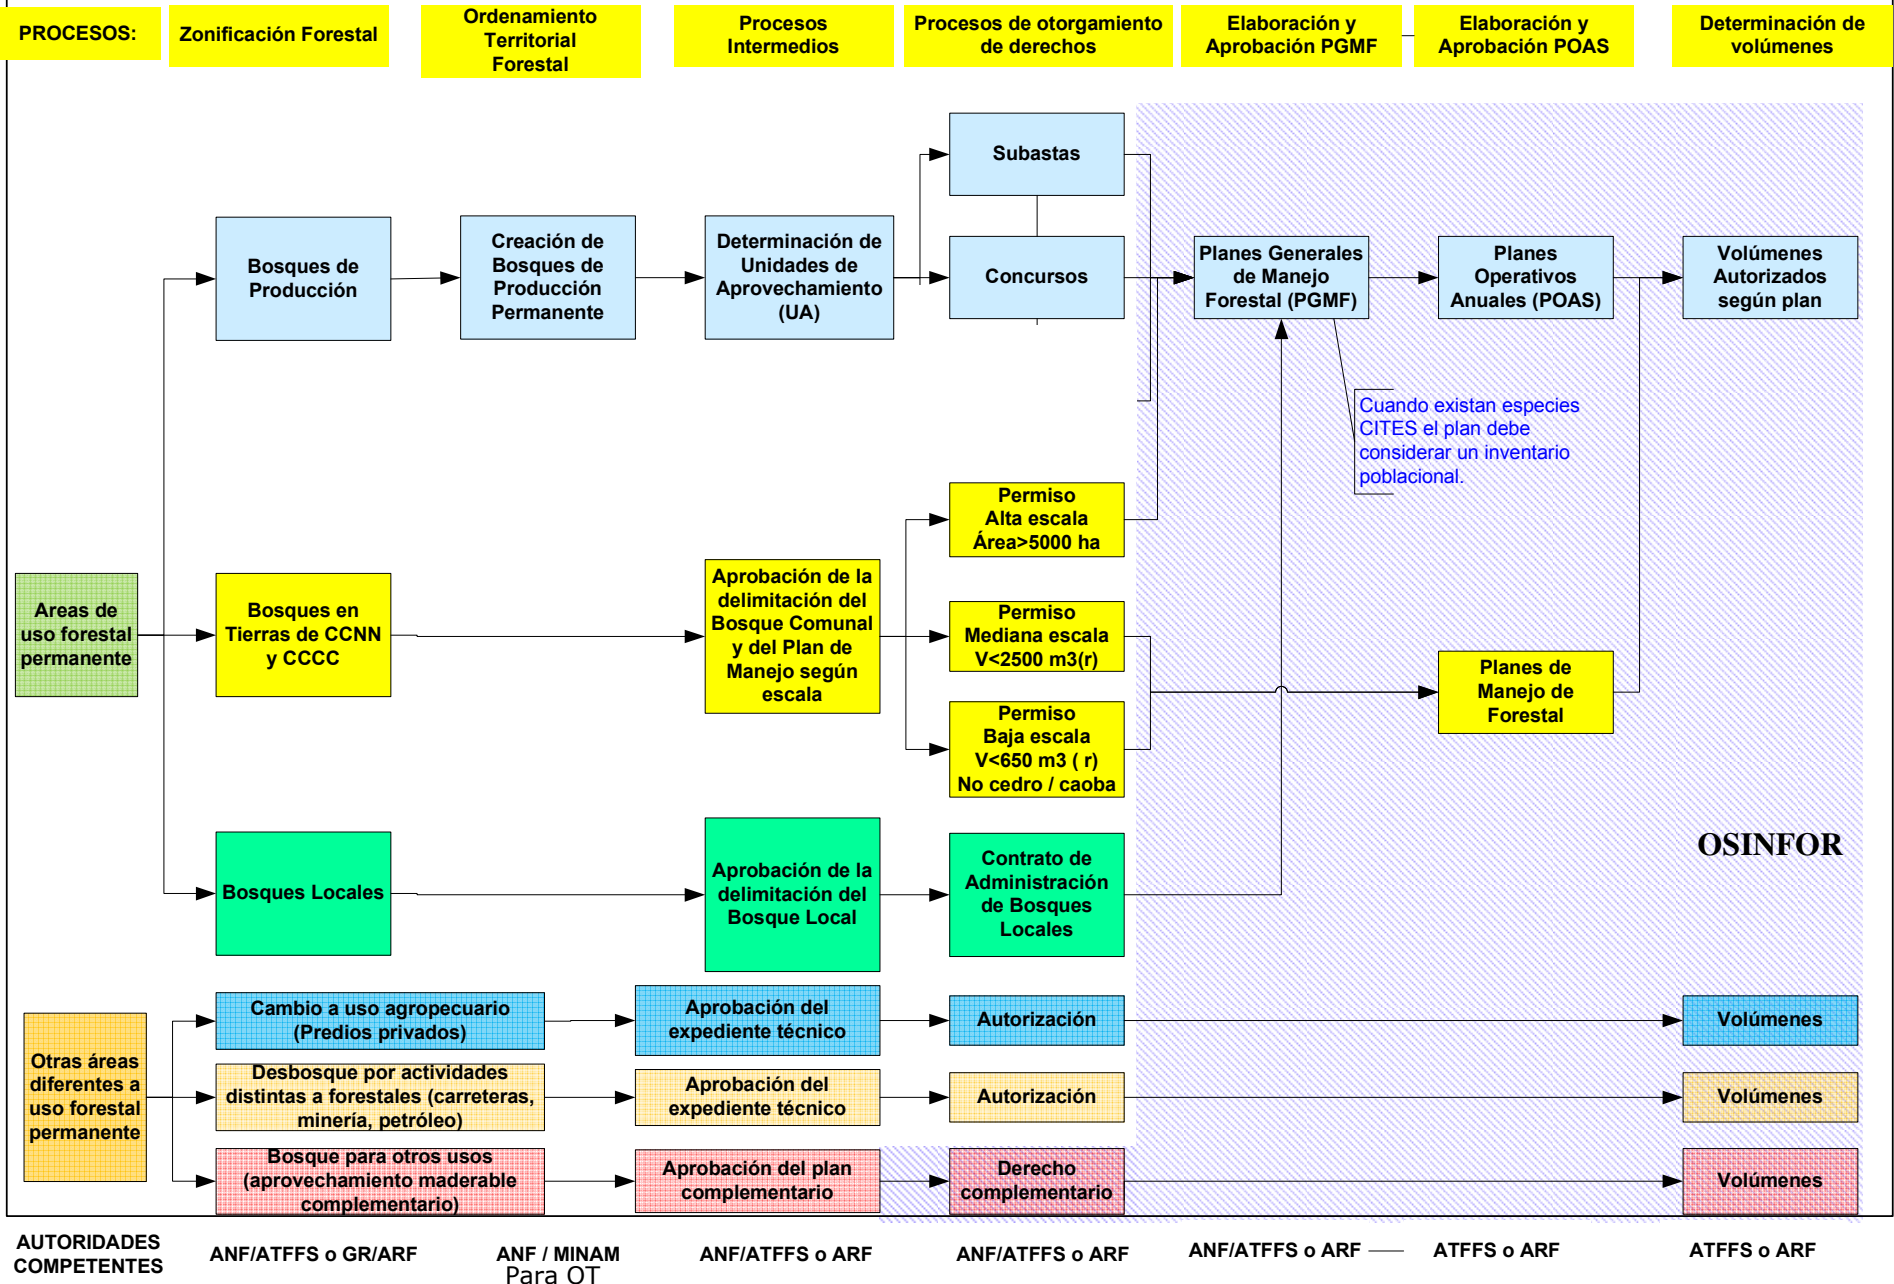 PROCESOS:
Zonificación Forestal
Ordenamiento
Territorial
Forestal
Procesos
Intermedios
Procesos de otorgamiento
de derechos
Elaboración y
Aprobación PGMF
Elaboración y
Aprobación POAS
Determinación de
volúmenes
Subastas
Bosques de
Producción
Creación de
Bosques de
Producción
Permanente
Determinación de
Unidades de
Aprovechamiento
(UA)
Concursos
Planes Generales
de Manejo
Forestal (PGMF)
Planes
Operativos
Anuales (POAS)
Volúmenes
Autorizados
según plan
Cuando existan especies
CITES el plan debe
considerar un inventario
poblacional.
Permiso
Alta escala
Área>5000 ha
Areas de
uso forestal
permanente
Bosques en
Tierras de CCNN
y CCCC
Aprobación de la
delimitación del
Bosque Comunal
y del Plan de
Manejo según
escala
Permiso
Mediana escala
V<2500 m3(r)
Planes de
Manejo de
Forestal
Permiso
Baja escala
V<650 m3 ( r)
No cedro / caoba
OSINFOR
Bosques Locales
Aprobación de la
delimitación del
Bosque Local
Contrato de
Administración
de Bosques
Locales
Otras áreas
diferentes a
uso forestal
permanente
Cambio a uso agropecuario
(Predios privados)
Aprobación del
expediente técnico
Autorización
Volúmenes
Desbosque por actividades
distintas a forestales (carreteras,
minería, petróleo)
Aprobación del
expediente técnico
Autorización
Volúmenes
Bosque para otros usos
(aprovechamiento maderable
complementario)
Aprobación del plan
complementario
Derecho
complementario
Volúmenes
AUTORIDADES
COMPETENTES
ANF/ATFFS o GR/ARF
ANF / MINAM
Para OT
ANF/ATFFS o ARF
ANF/ATFFS o ARF
ANF/ATFFS o ARF
ATFFS o ARF
ATFFS o ARF